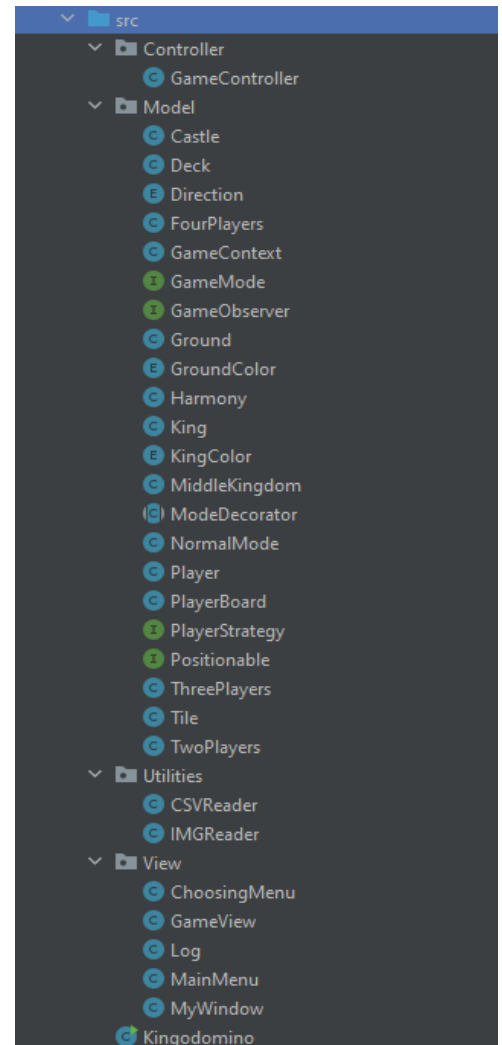 src
Controller
GameController
Model
Castle
Deck
Direction
FourPlayers
GameContext
GameMode
GameObserver
Ground
GroundColor
Harmony
King
KingColor
MiddleKingdom
ModeDecorator
NormalMode
Player
PlayerBoard
PlayerStrategy
Positionable
ThreePlayers
Tile
TwoPlayers
Utilities
CSVReader
IMGReader
View
ChoosingMenu
GameView
Log
MainMenu
MyWindow
Kingodomino